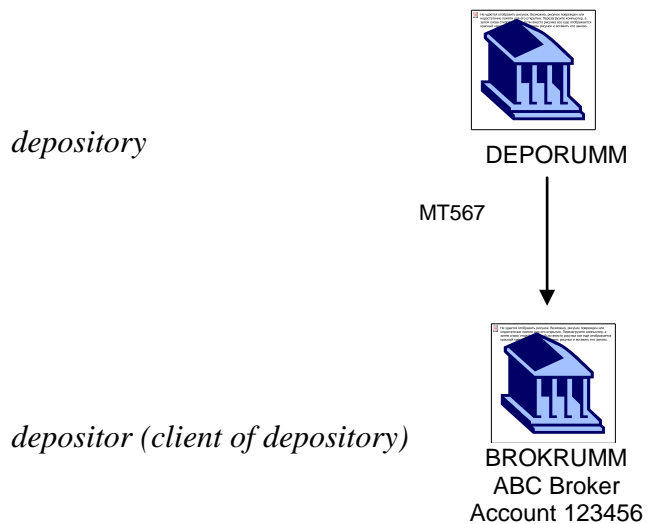 depository
DEPORUMM
MT567
depositor (client of depository)
BROKRUMM
ABC Broker
Account 123456